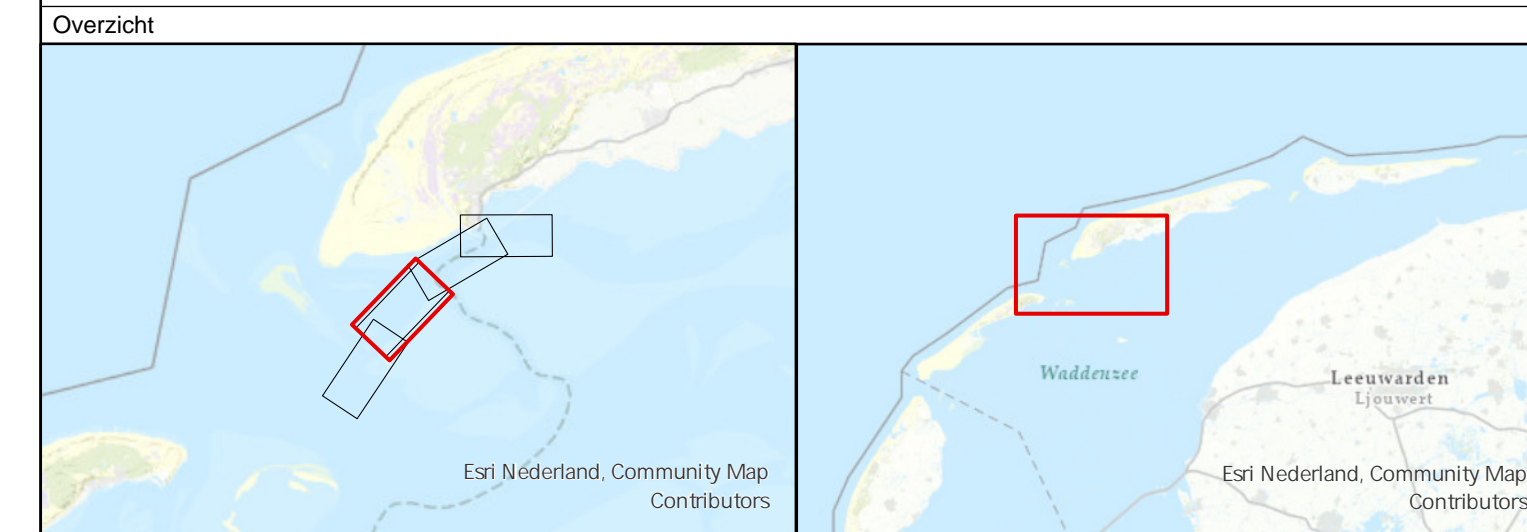 Overzicht
Esri Nederland, Community Map
Contributors
Waddenzee
Leeuwarden
Ljouwert
Esri Nederland, Community Map
Contributors